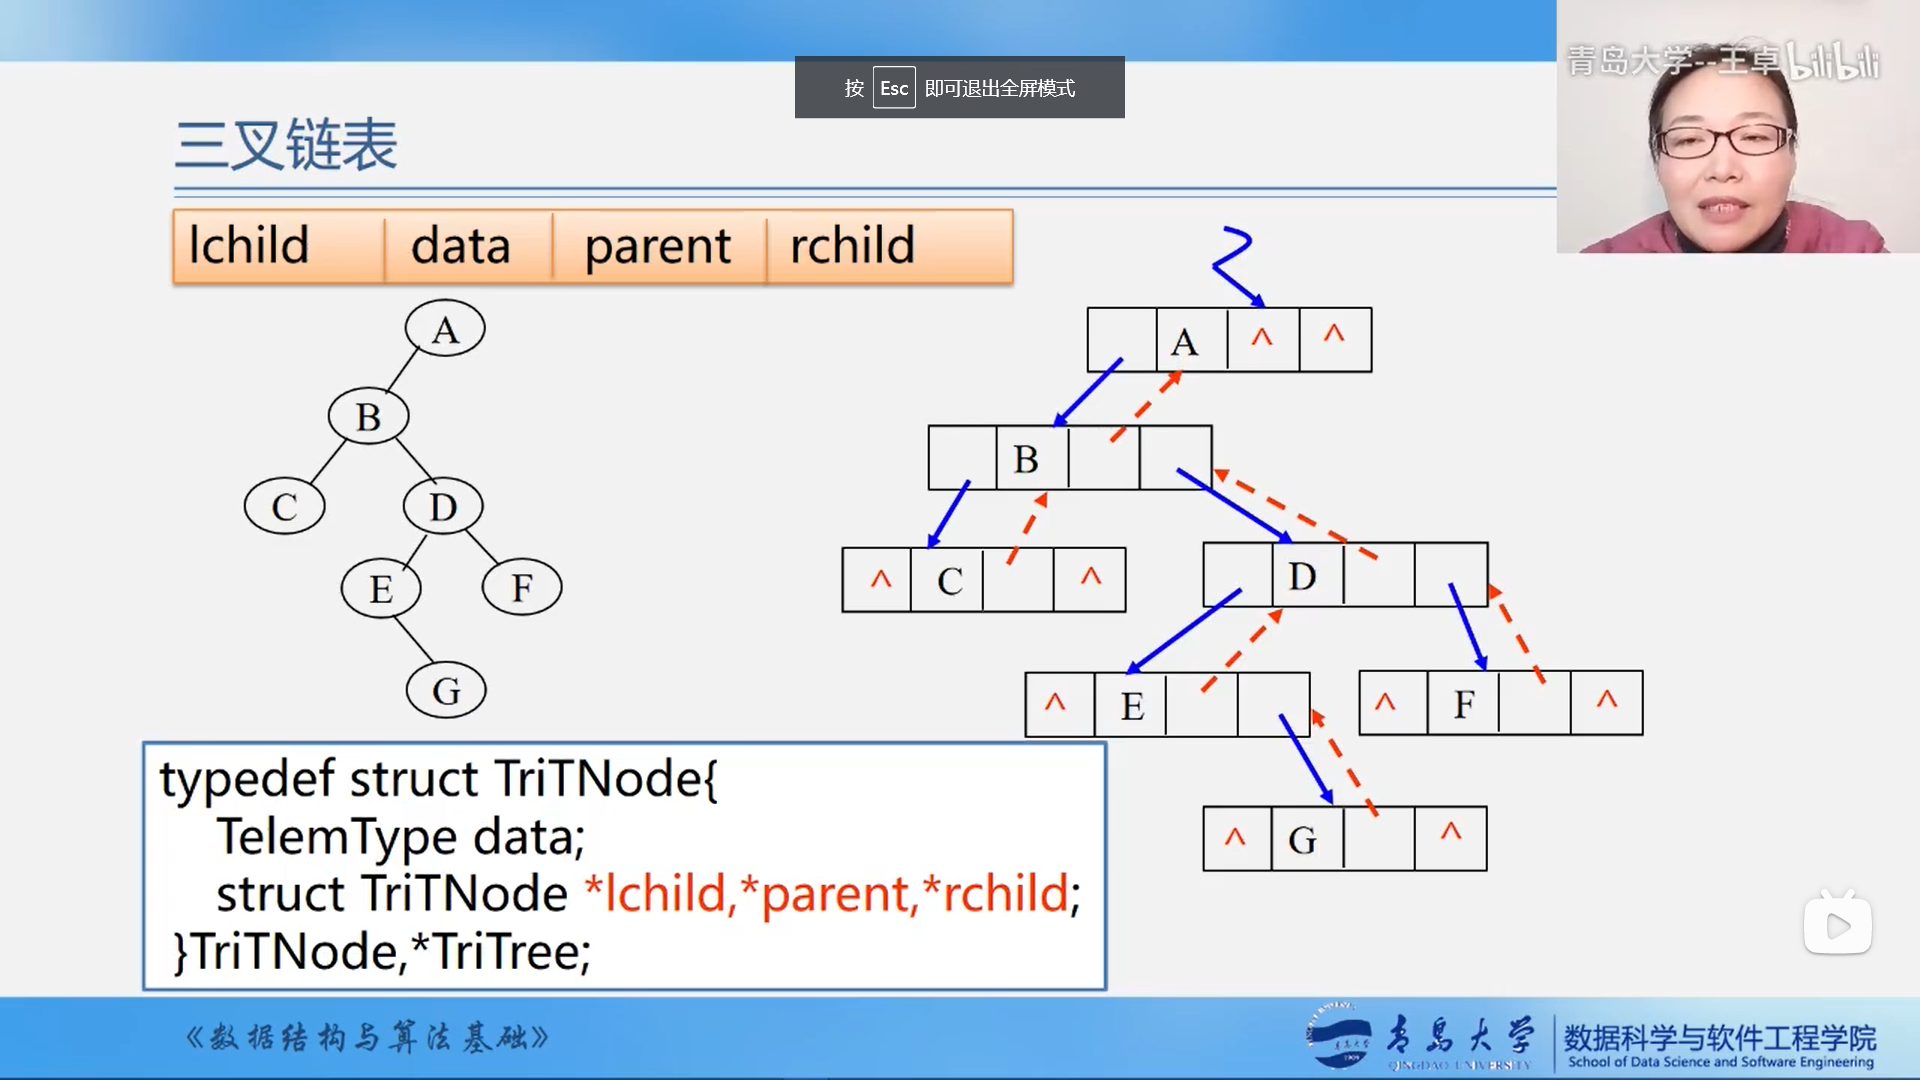 青岛大学--王卓 bilibili
按 Esc 即可退出全屏模式
三叉链表
lchild data parent rchild
A
B
C D
E F
G
A ^ ^
B
^ C ^
D
^ E
^ F ^
^ G ^
typedef struct TriTNode{
TelemType data;
struct TriTNode *lchild,*parent,*rchild;
}TriTNode,*TriTree;
《数据结构与算法基础》
青岛大学
QINGDAO UNIVERSITY
数据科学与软件工程学院
School of Data Science and Software Engineering